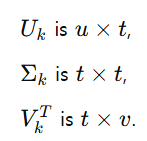 U_k is u × t,
Σ_k is t × t,
V_k^T is t × v.